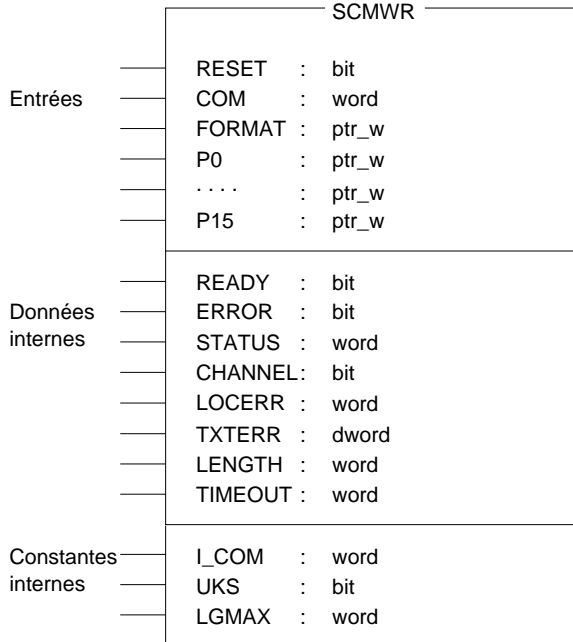 SCMWR
RESET : bit
Entrées COM : word
FORMAT : ptr_w
P0 : ptr_w
. . . . : ptr_w
P15 : ptr_w
READY : bit
Données ERROR : bit
internes STATUS : word
CHANNEL: bit
LOCERR : word
TXTERR : dword
LENGTH : word
TIMEOUT : word
Constantes I_COM : word
internes UKS : bit
LGMAX : word